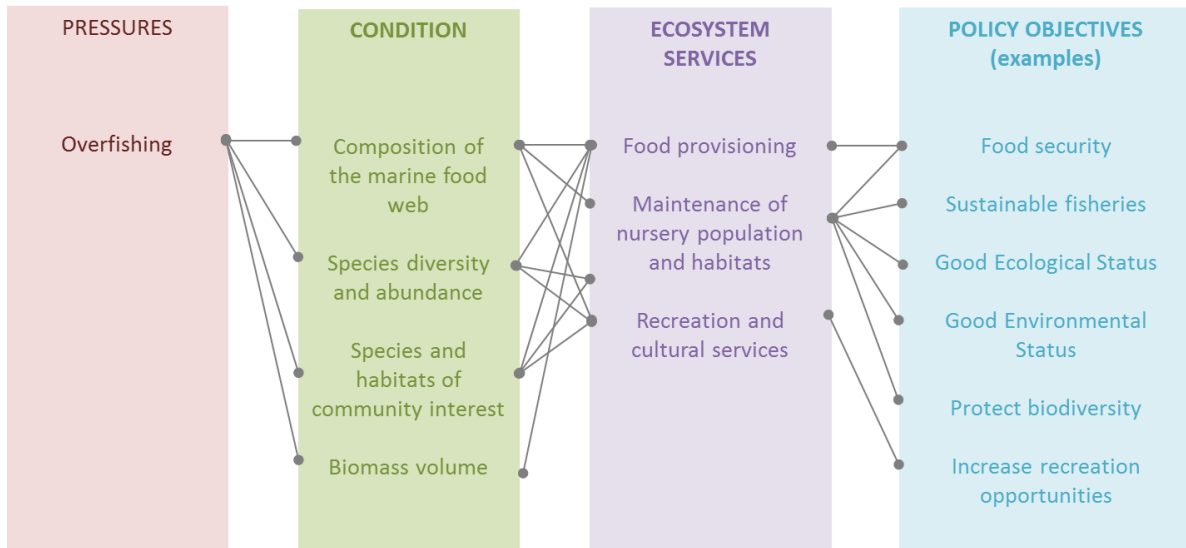 PRESSURES
Overfishing
CONDITION
Composition of
the marine food
web
Species diversity
and abundance
Species and
habitats of
community interest
Biomass volume
ECOSYSTEM
SERVICES
Food provisioning
Maintenance of
nursery population
and habitats
Recreation and
cultural services
POLICY OBJECTIVES
(examples)
Food security
Sustainable fisheries
Good Ecological Status
Good Environmental
Status
Protect biodiversity
Increase recreation
opportunities